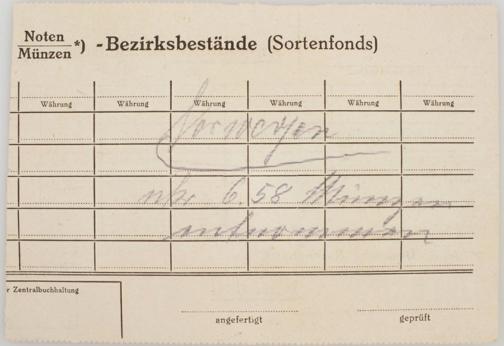 Noten
Münzen *) - Bezirksbestände (Sortenfonds)
Währung Währung Währung Währung Währung Währung
Norwegen
nkr 6.58 Münzen
entnommen
r Zentralbuchhaltung
angefertigt geprüft